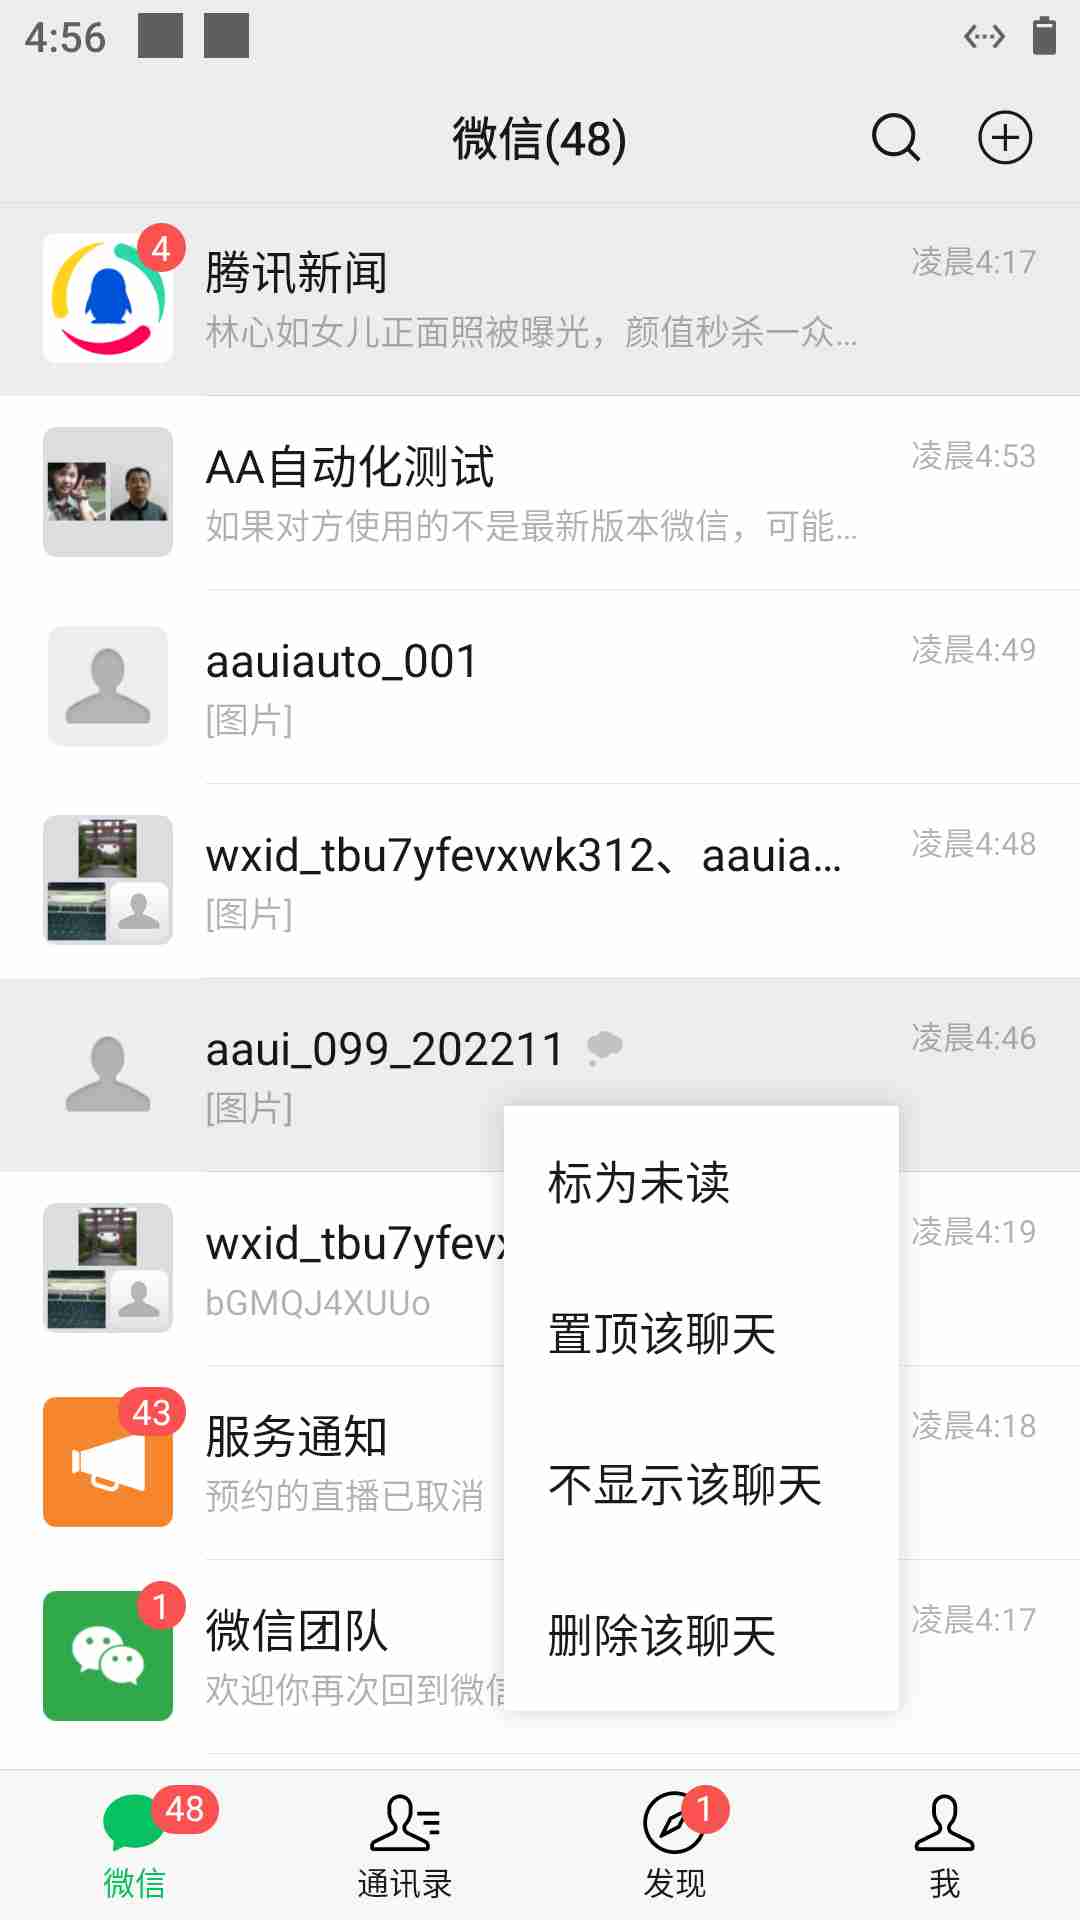 4:56
微信(48)
4
腾讯新闻
凌晨4:17
林心如女儿正面照被曝光，颜值秒杀一众...
AA自动化测试
凌晨4:53
如果对方使用的不是最新版本微信，可能...
aauiauto_001
凌晨4:49
[图片]
wxid_tbu7yfevxwk312、aauia...
凌晨4:48
[图片]
aaui_099_202211
凌晨4:46
[图片]
标为未读
置顶该聊天
不显示该聊天
删除该聊天
wxid_tbu7yfev
凌晨4:19
bGMQJ4XUUo
43
服务通知
凌晨4:18
预约的直播已取消
1
微信团队
凌晨4:17
欢迎你再次回到微信
48
微信
通讯录
1
发现
我